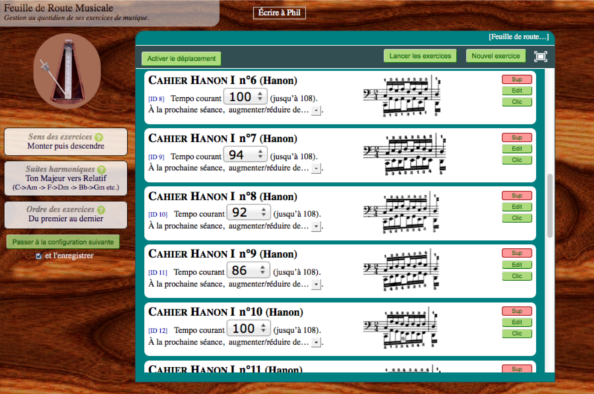 Feuille de Route Musicale
Gestion au quotidien de ses exercices de musique.
Écrire à Phil
[Feuille de route…]
Activer le déplacement
Lancer les exercices
Nouvel exercice
Sens des exercices ?
Monter puis descendre
Suites harmoniques ?
Ton Majeur vers Relatif
(C->Am -> F->Dm -> Bb->Gm etc.)
Ordre des exercices ?
Du premier au dernier
Passer à la configuration suivante
et l'enregistrer
Cahier Hanon I n°6 (Hanon)
[ID 8] Tempo courant 100 (jusqu'à 108).
À la prochaine séance, augmenter/réduire de… - .
Sup
Edit
Clic
Cahier Hanon I n°7 (Hanon)
[ID 9] Tempo courant 94 (jusqu'à 108).
À la prochaine séance, augmenter/réduire de… - .
Sup
Edit
Clic
Cahier Hanon I n°8 (Hanon)
[ID 10] Tempo courant 92 (jusqu'à 108).
À la prochaine séance, augmenter/réduire de… - .
Sup
Edit
Clic
Cahier Hanon I n°9 (Hanon)
[ID 11] Tempo courant 86 (jusqu'à 108).
À la prochaine séance, augmenter/réduire de… - .
Sup
Edit
Clic
Cahier Hanon I n°10 (Hanon)
[ID 12] Tempo courant 100 (jusqu'à 108).
À la prochaine séance, augmenter/réduire de… - .
Sup
Edit
Clic
Cahier Hanon I n°11 (Hanon)
Sup